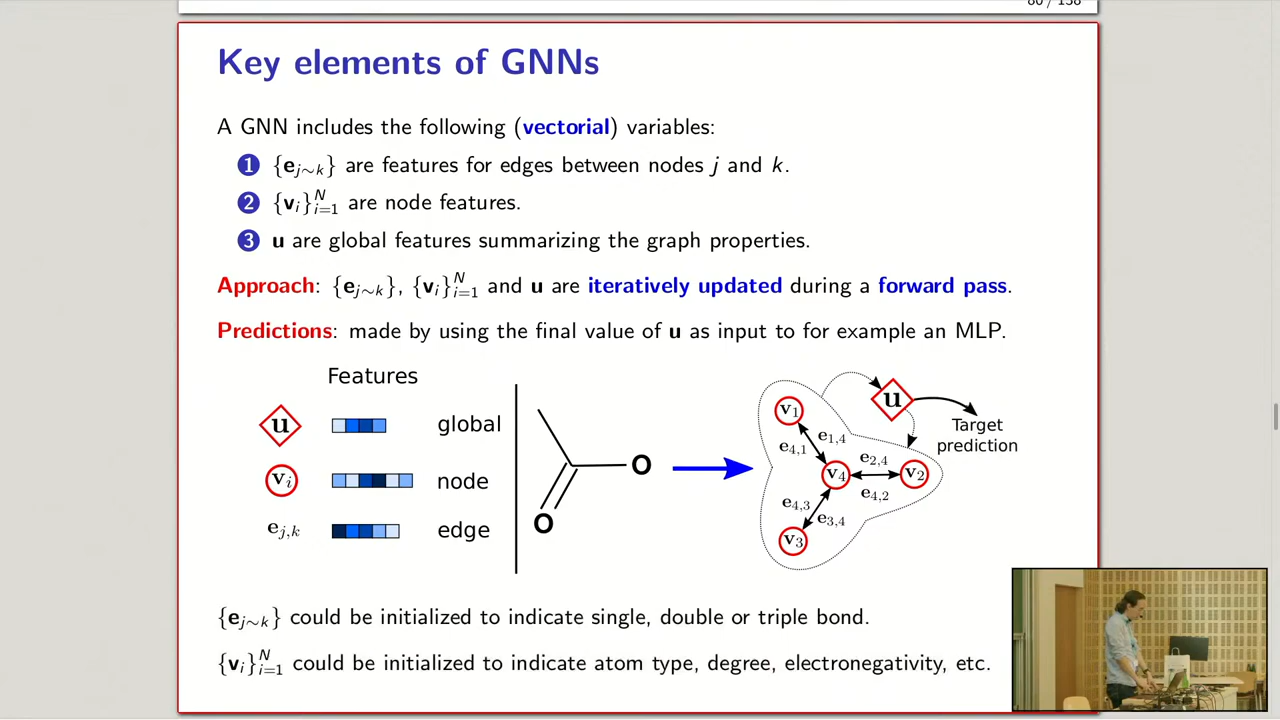 80 / 138
Key elements of GNNs
A GNN includes the following (vectorial) variables:
1 {e_{j∼k}} are features for edges between nodes j and k.
2 {v_i}_{i=1}^N are node features.
3 u are global features summarizing the graph properties.
Approach: {e_{j∼k}}, {v_i}_{i=1}^N and u are iteratively updated during a forward pass.
Predictions: made by using the final value of u as input to for example an MLP.
Features
u global
v_i node
e_{j,k} edge
O
O
v_1
u
Target
prediction
e_{1,4}
e_{4,1}
e_{2,4}
v_4
v_2
e_{4,2}
e_{4,3}
e_{3,4}
v_3
{e_{j∼k}} could be initialized to indicate single, double or triple bond.
{v_i}_{i=1}^N could be initialized to indicate atom type, degree, electronegativity, etc.